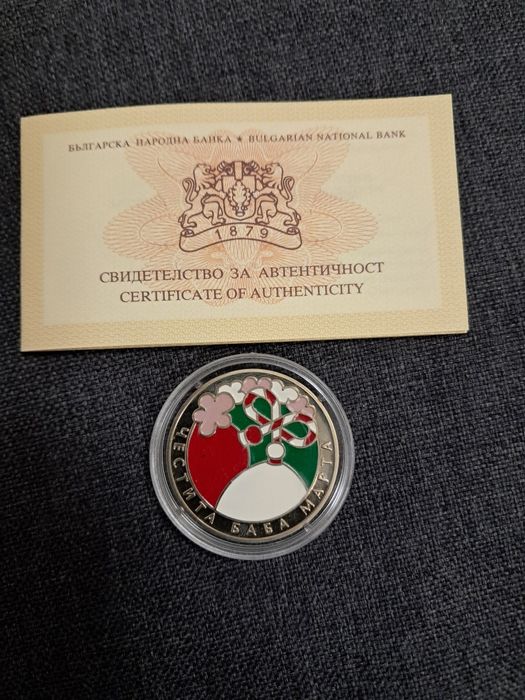 БЪЛГАРСКА НАРОДНА БАНКА ★ BULGARIAN NATIONAL BANK
1879
СВИДЕТЕЛСТВО ЗА АВТЕНТИЧНОСТ
CERTIFICATE OF AUTHENTICITY
ЧЕСТИТА БАБА МАРТА